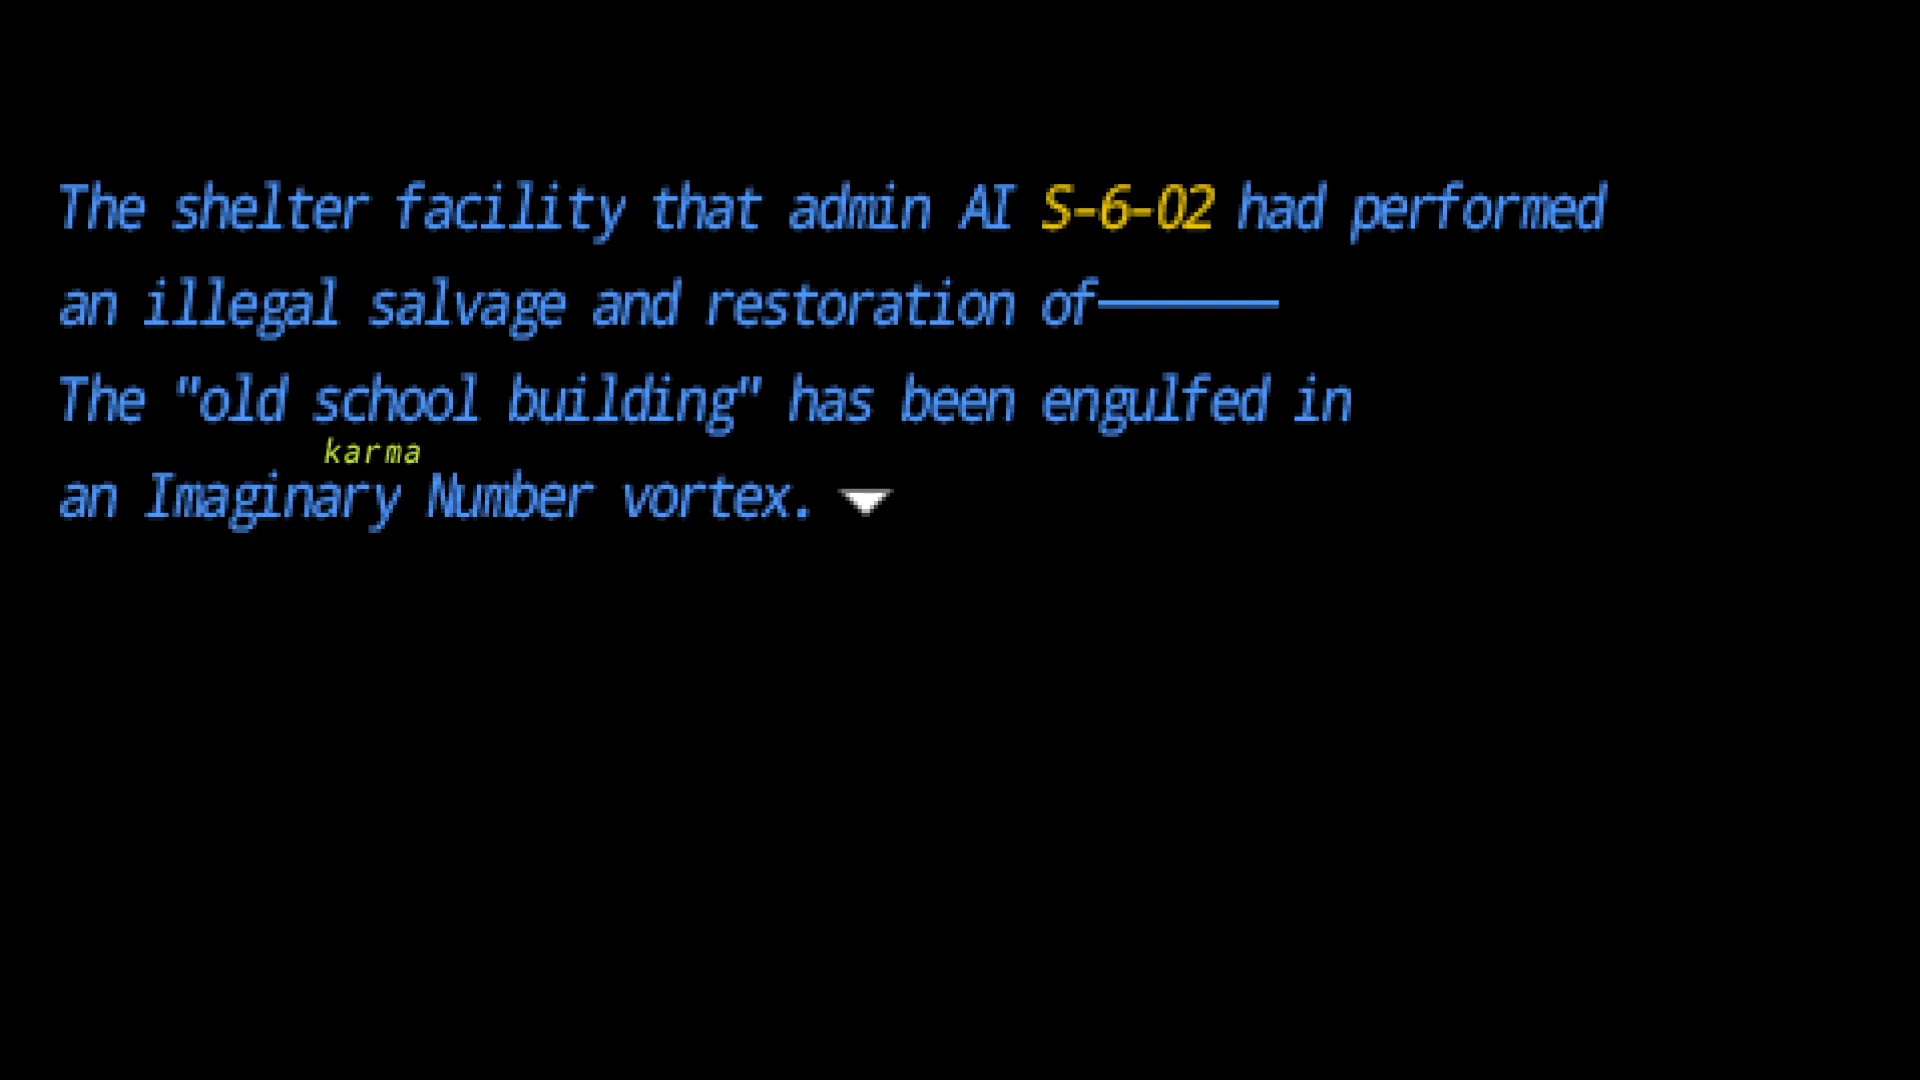 The shelter facility that admin AI S-6-02 had performed
an illegal salvage and restoration of———
The "old school building" has been engulfed in
karma
an Imaginary Number vortex.